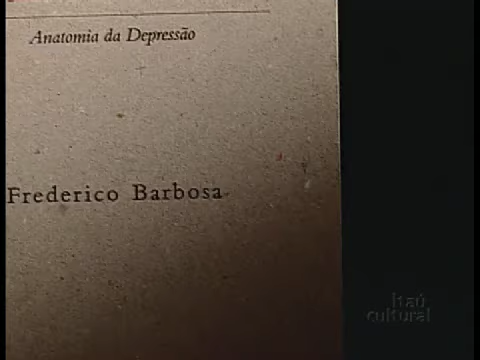 Anatomia da Depressão
Frederico Barbosa
Itaú
cultural